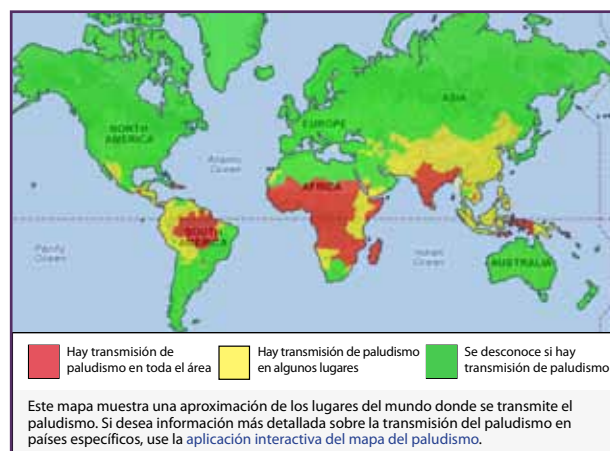 NORTH
AMERICA
Atlantic
Ocean
EUROPE
ASIA
AFRICA
Pacific
Ocean
SOUTH
AMERICA
Indian
Ocean
AUSTRALIA
Hay transmisión de
paludismo en toda el área
Hay transmisión de paludismo
en algunos lugares
Se desconoce si hay
transmisión de paludismo
Este mapa muestra una aproximación de los lugares del mundo donde se transmite el
paludismo. Si desea información más detallada sobre la transmisión del paludismo en
países específicos, use la aplicación interactiva del mapa del paludismo.